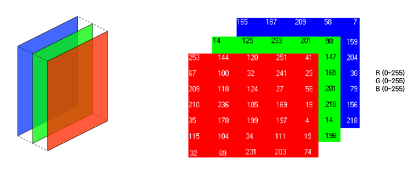 165 187 209 58 7
14 125 233 201 98 159
253 144 120 251 41 147 204
67 100 32 241 23 165 30
209 118 124 27 59 201 79
210 236 105 169 19 218 156
35 178 199 197 4 14 218
115 104 34 111 19 196
32 69 231 203 74
R (0-255)
G (0-255)
B (0-255)